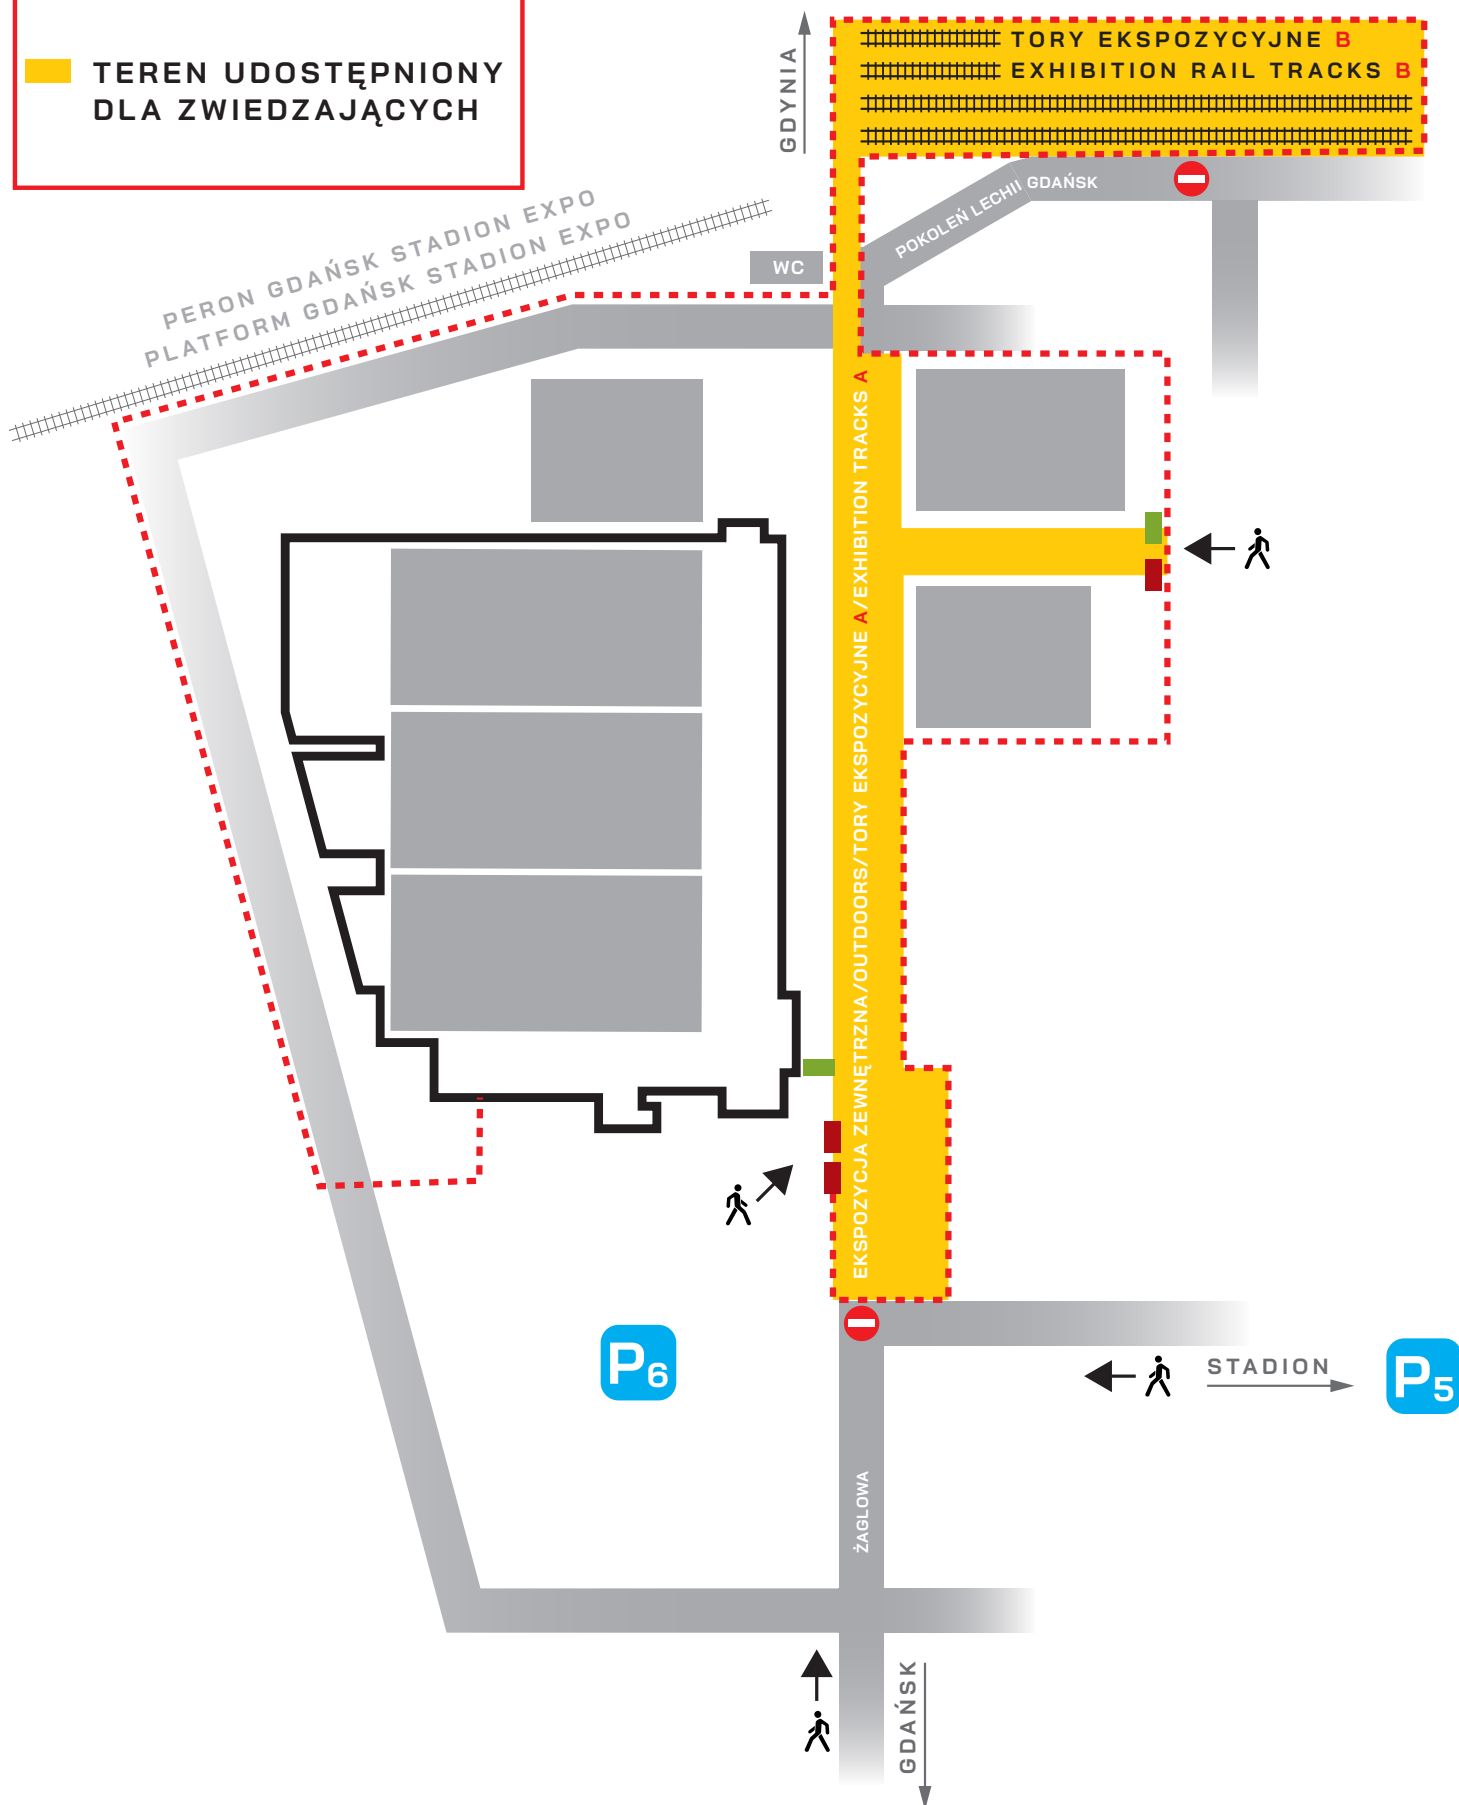 TEREN UDOSTĘPNIONY
DLA ZWIEDZAJĄCYCH
GDYNIA
TORY EKSPOZYCYJNE B
EXHIBITION RAIL TRACKS B
POKOLEŃ LECHII GDAŃSK
PERON GDAŃSK STADION EXPO
PLATFORM GDAŃSK STADION EXPO
WC
EKSPOZYCJA ZEWNĘTRZNA/OUTDOORS/TORY EKSPOZYCYJNE A/EXHIBITION TRACKS A
P6
STADION
P5
ŻAGLOWA
GDAŃSK